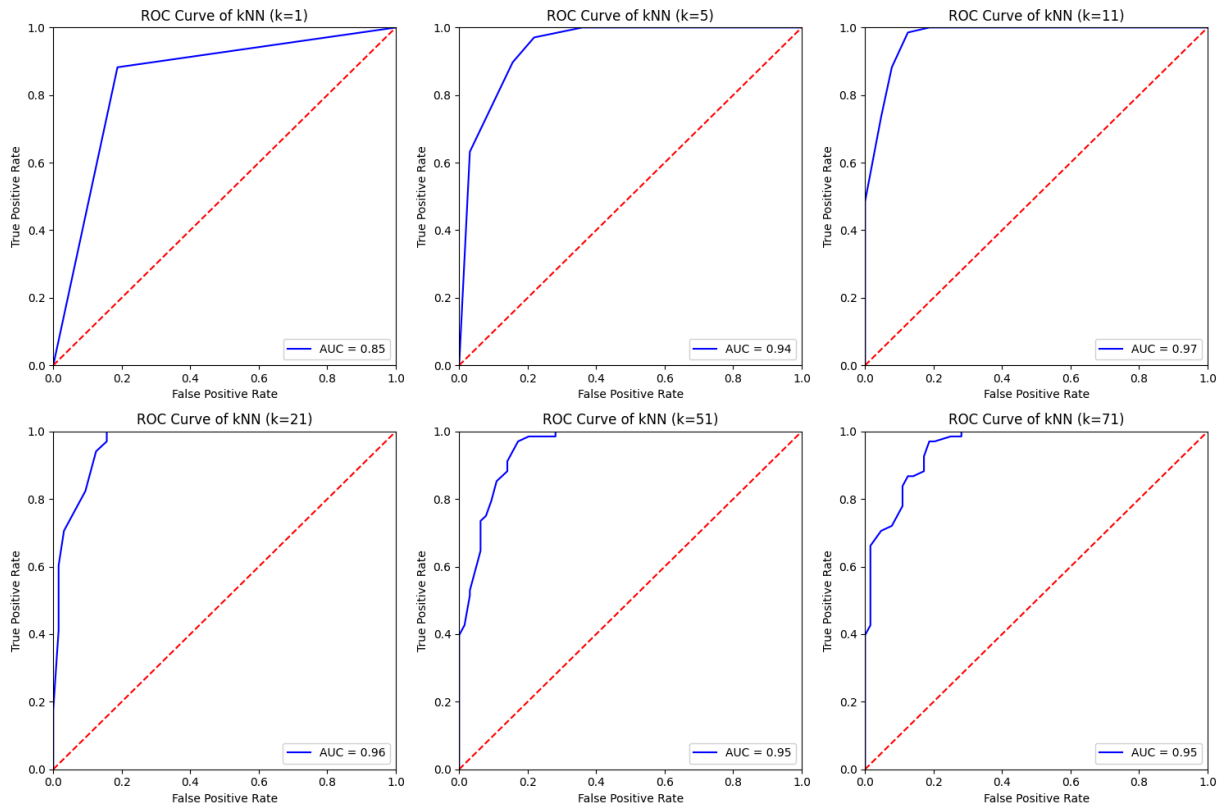 ROC Curve of kNN (k=1)
True Positive Rate
1.0
0.8
0.6
0.4
0.2
0.0
AUC = 0.85
0.0 0.2 0.4 0.6 0.8 1.0
False Positive Rate
ROC Curve of kNN (k=5)
True Positive Rate
1.0
0.8
0.6
0.4
0.2
0.0
AUC = 0.94
0.0 0.2 0.4 0.6 0.8 1.0
False Positive Rate
ROC Curve of kNN (k=11)
True Positive Rate
1.0
0.8
0.6
0.4
0.2
0.0
AUC = 0.97
0.0 0.2 0.4 0.6 0.8 1.0
False Positive Rate
ROC Curve of kNN (k=21)
True Positive Rate
1.0
0.8
0.6
0.4
0.2
0.0
AUC = 0.96
0.0 0.2 0.4 0.6 0.8 1.0
False Positive Rate
ROC Curve of kNN (k=51)
True Positive Rate
1.0
0.8
0.6
0.4
0.2
0.0
AUC = 0.95
0.0 0.2 0.4 0.6 0.8 1.0
False Positive Rate
ROC Curve of kNN (k=71)
True Positive Rate
1.0
0.8
0.6
0.4
0.2
0.0
AUC = 0.95
0.0 0.2 0.4 0.6 0.8 1.0
False Positive Rate